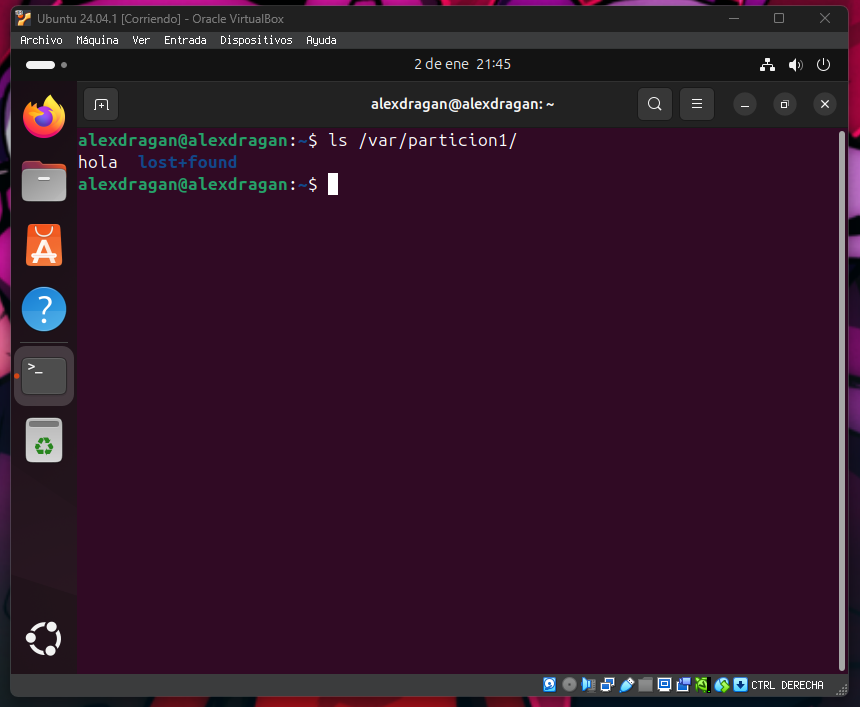 Ubuntu 24.04.1 [Corriendo] - Oracle VirtualBox
Archivo Máquina Ver Entrada Dispositivos Ayuda
2 de ene 21:45
alexdragan@alexdragan: ~
alexdragan@alexdragan:~$ ls /var/particion1/
hola lost+found
alexdragan@alexdragan:~$
CTRL DERECHA